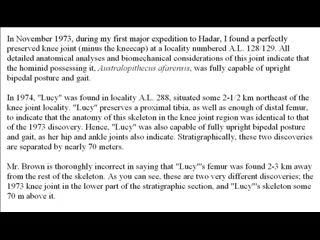 In November 1973, during my first major expedition to Hadar, I found a perfectly
preserved knee joint (minus the kneecap) at a locality numbered A.L. 128/129. All
detailed anatomical analyses and biomechanical considerations of this joint indicate that
the hominid possessing it, Australopithecus afarensis, was fully capable of upright
bipedal posture and gait.
In 1974, "Lucy" was found in locality A.L. 288, situated some 2-1/2 km northeast of the
knee joint locality. "Lucy" preserves a proximal tibia, as well as enough of distal femur,
to indicate that the anatomy of this skeleton in the knee joint region was identical to that
of the 1973 discovery. Hence, "Lucy" was also capable of fully upright bipedal posture
and gait, as her hip and ankle joints also indicate. Stratigraphically, these two discoveries
are separated by nearly 70 meters.
Mr. Brown is thoroughly incorrect in saying that "Lucy"'s femur was found 2-3 km away
from the rest of the skeleton. As you can see, these are two very different discoveries; the
1973 knee joint in the lower part of the stratigraphic section, and "Lucy"'s skeleton some
70 m above it.